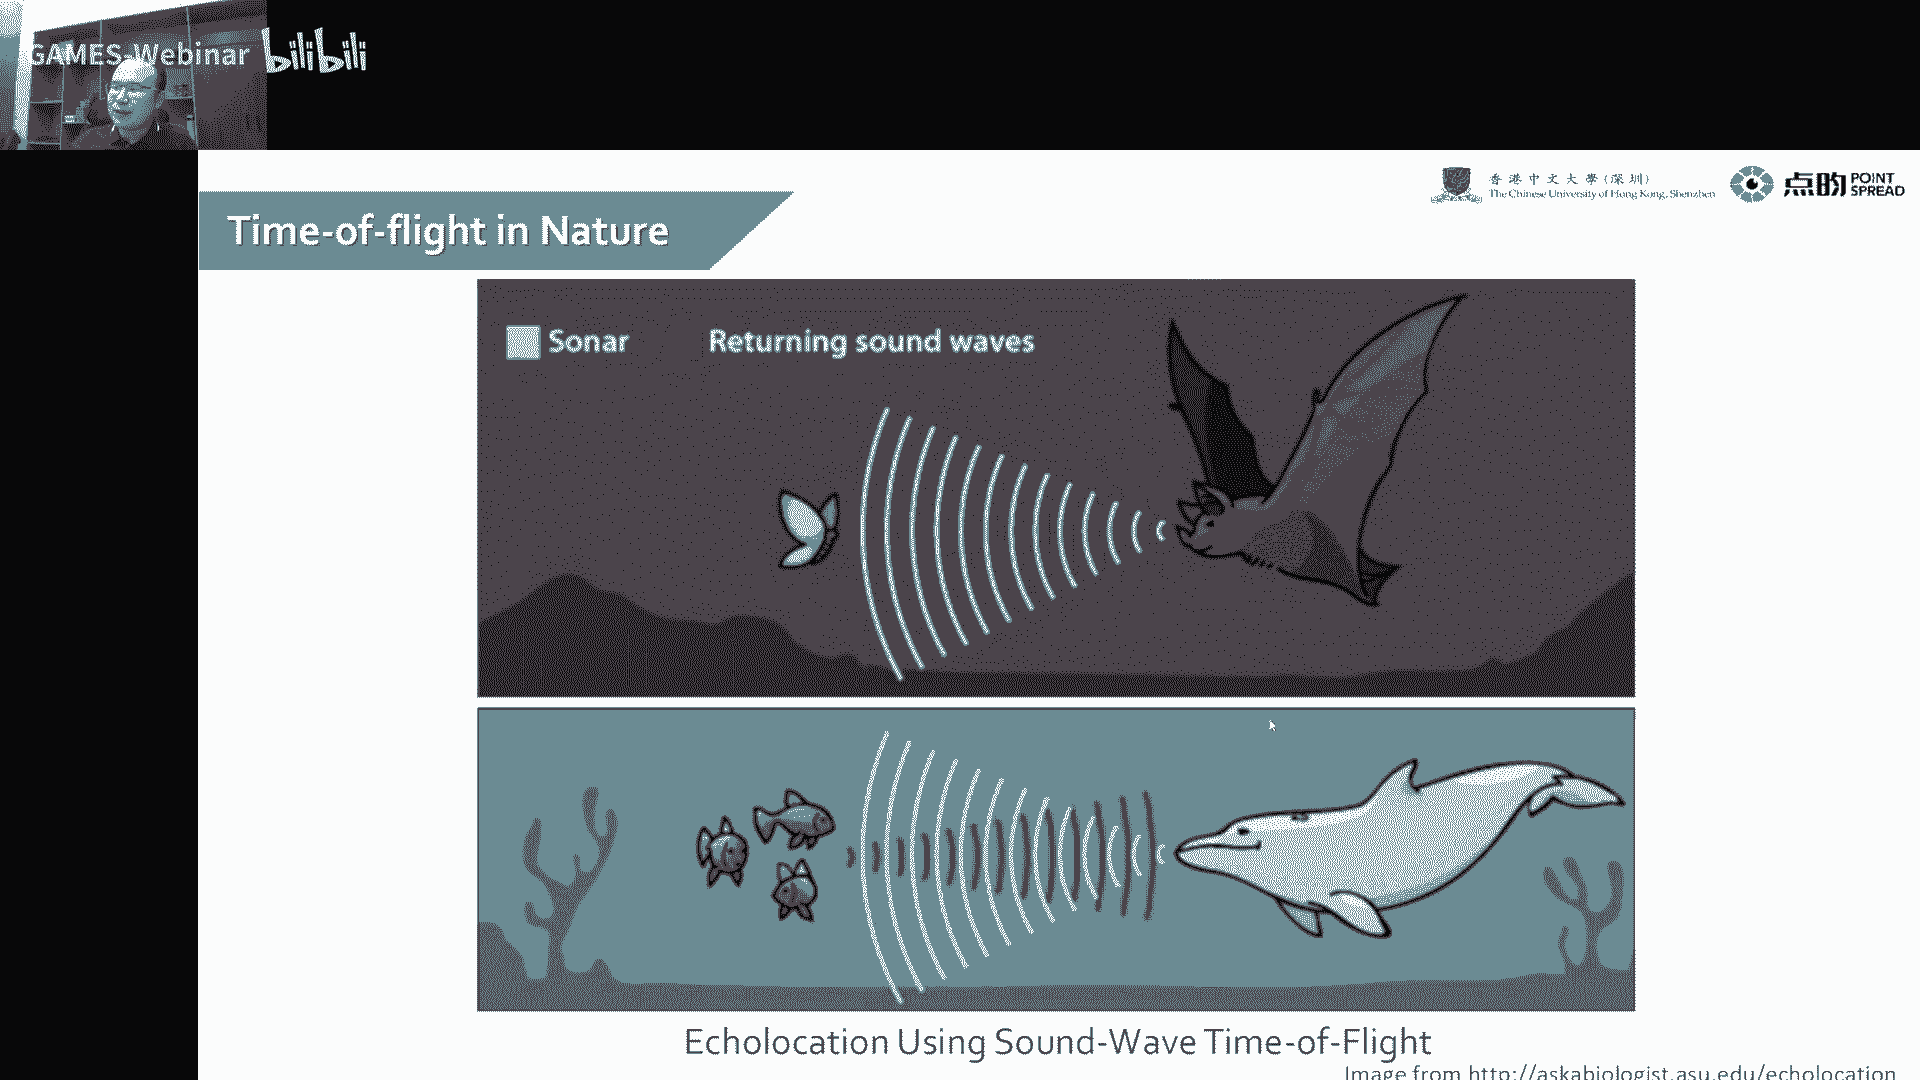 GAMES-Webinar bilibili
香港中文大學(深圳)
The Chinese University of Hong Kong, Shenzhen
点昀 POINT SPREAD
Time-of-flight in Nature
Sonar Returning sound waves
Echolocation Using Sound-Wave Time-of-Flight
Image from http://askabiologist.asu.edu/echolocation